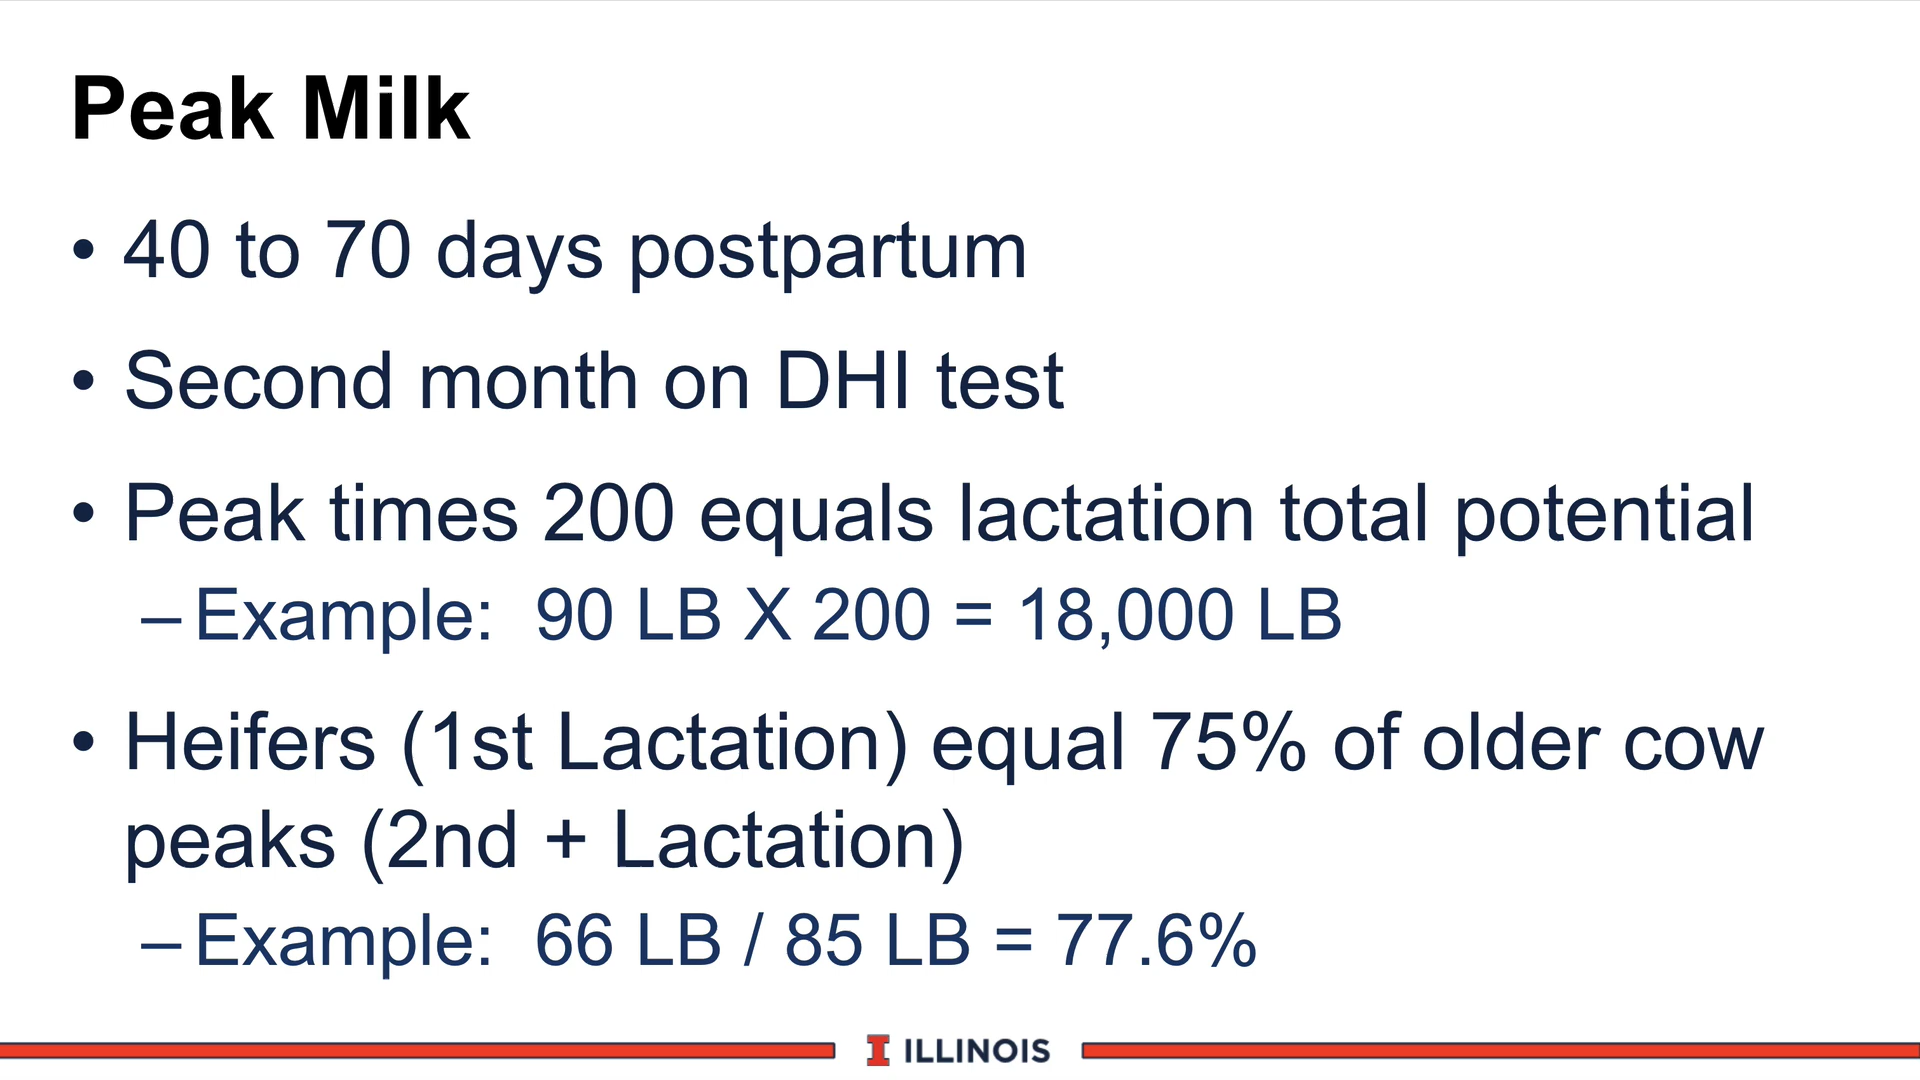 Peak Milk
• 40 to 70 days postpartum
• Second month on DHI test
• Peak times 200 equals lactation total potential
– Example:  90 LB X 200 = 18,000 LB
• Heifers (1st Lactation) equal 75% of older cow
peaks (2nd + Lactation)
– Example:  66 LB / 85 LB = 77.6%
I ILLINOIS